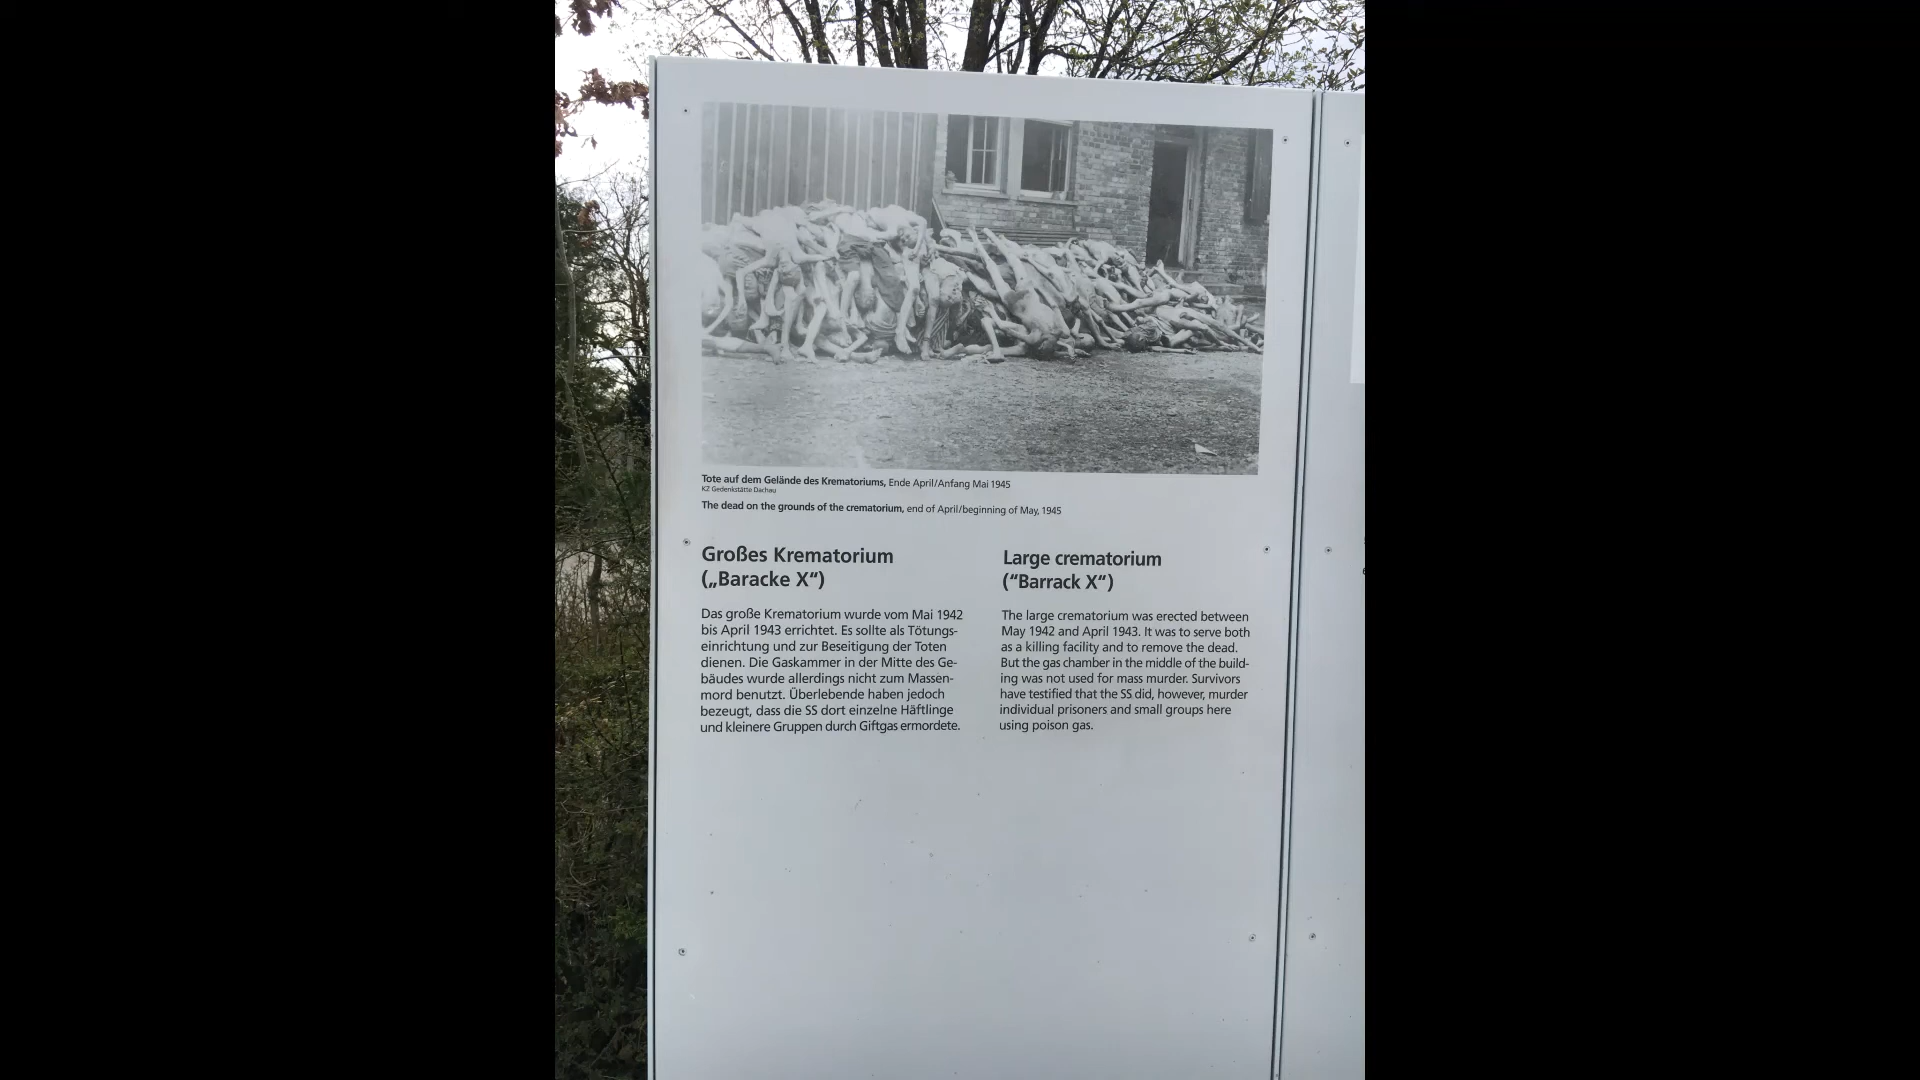 Tote auf dem Gelände des Krematoriums, Ende April/Anfang Mai 1945
KZ Gedenkstätte Dachau
The dead on the grounds of the crematorium, end of April/beginning of May, 1945
Großes Krematorium
(„Baracke X“)
Das große Krematorium wurde vom Mai 1942
bis April 1943 errichtet. Es sollte als Tötungs-
einrichtung und zur Beseitigung der Toten
dienen. Die Gaskammer in der Mitte des Ge-
bäudes wurde allerdings nicht zum Massen-
mord benutzt. Überlebende haben jedoch
bezeugt, dass die SS dort einzelne Häftlinge
und kleinere Gruppen durch Giftgas ermordete.
Large crematorium
(“Barrack X“)
The large crematorium was erected between
May 1942 and April 1943. It was to serve both
as a killing facility and to remove the dead.
But the gas chamber in the middle of the build-
ing was not used for mass murder. Survivors
have testified that the SS did, however, murder
individual prisoners and small groups here
using poison gas.